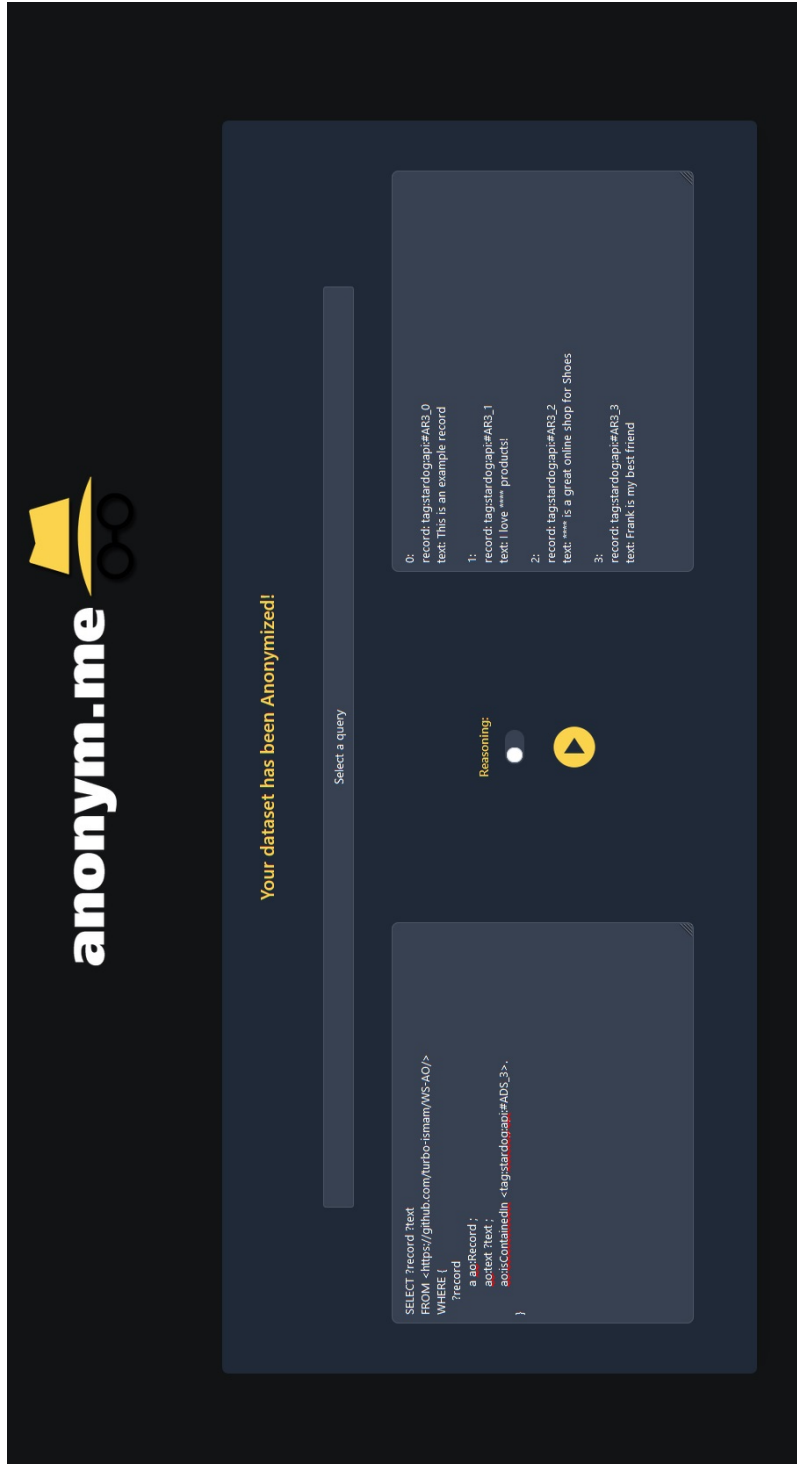 anonym.me
Your dataset has been Anonymized!
Select a query
SELECT ?record ?text
FROM <https://github.com/turbo-ismam/WS-AO/>
WHERE {
?record
a ao:Record ;
ao:text ?text ;
ao:isContainedIn <tag:stardog:api:#ADS_3>.
}
Reasoning:
0:
record: tag:stardog:api:#AR3_0
text: This is an example record
1:
record: tag:stardog:api:#AR3_1
text: I love **** products!
2:
record: tag:stardog:api:#AR3_2
text: **** is a great online shop for Shoes
3:
record: tag:stardog:api:#AR3_3
text: Frank is my best friend